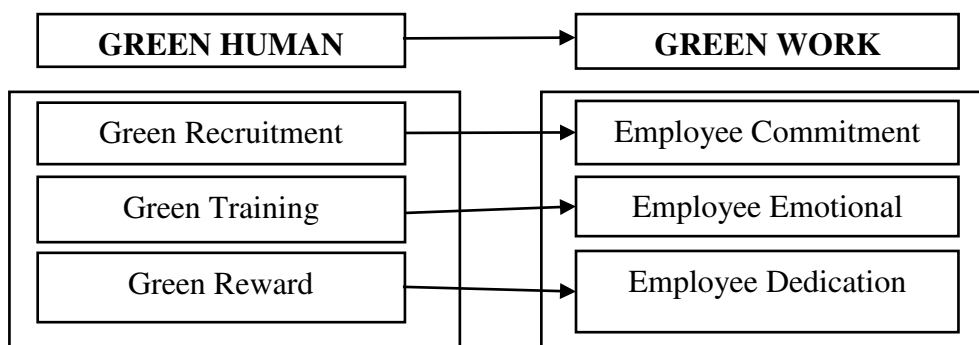 GREEN HUMAN
GREEN WORK
Green Recruitment
Employee Commitment
Green Training
Employee Emotional
Green Reward
Employee Dedication